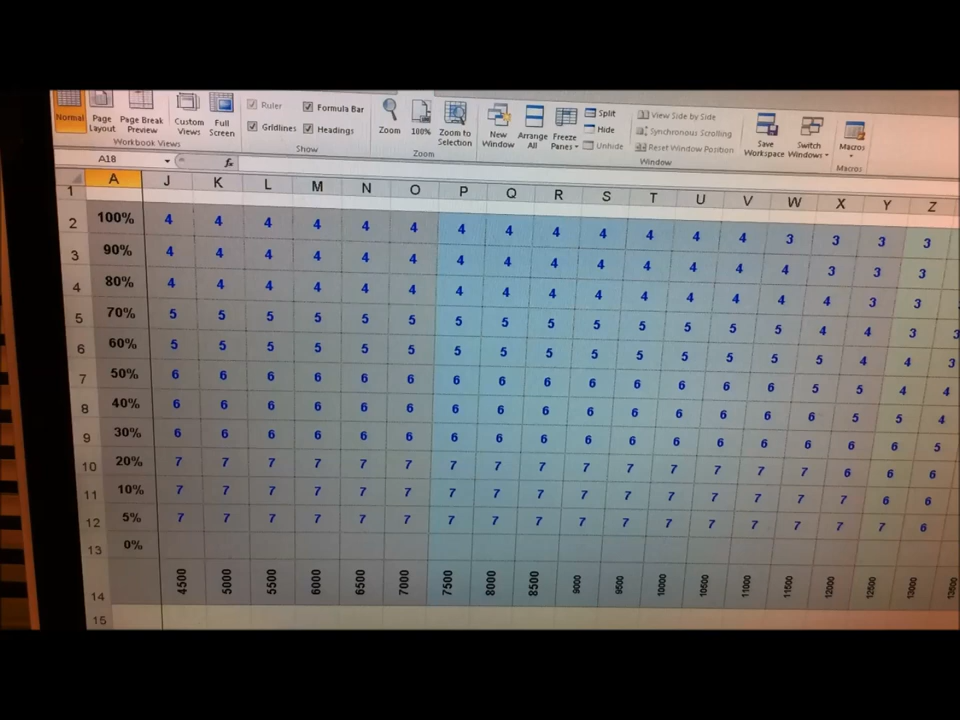 Normal Page Layout Page Break Preview Custom Views Full Screen
Workbook Views
Ruler Formula Bar
Gridlines Headings
Show
Zoom 100% Zoom to Selection
Zoom
New Window Arrange All Freeze Panes
Split
Hide
Unhide
View Side by Side
Synchronous Scrolling
Reset Window Position
Window
Save Workspace Switch Windows
Macros
Macros
A18 fx
A J K L M N O P Q R S T U V W X Y Z
1
2 100% 4 4 4 4 4 4 4 4 4 4 4 4 4 3 3 3 3
3 90% 4 4 4 4 4 4 4 4 4 4 4 4 4 4 3 3 3
4 80% 4 4 4 4 4 4 4 4 4 4 4 4 4 4 4 3 3
5 70% 5 5 5 5 5 5 5 5 5 5 5 5 5 5 4 4 3 3
6 60% 5 5 5 5 5 5 5 5 5 5 5 5 5 5 5 4 4 3
7 50% 6 6 6 6 6 6 6 6 6 6 6 6 6 6 5 5 4 4
8 40% 6 6 6 6 6 6 6 6 6 6 6 6 6 6 6 5 5 4
9 30% 6 6 6 6 6 6 6 6 6 6 6 6 6 6 6 6 6 5
10 20% 7 7 7 7 7 7 7 7 7 7 7 7 7 7 7 6 6 6
11 10% 7 7 7 7 7 7 7 7 7 7 7 7 7 7 7 7 6 6
12 5% 7 7 7 7 7 7 7 7 7 7 7 7 7 7 7 7 7 6
13 0%
14 4500 5000 5500 6000 6500 7000 7500 8000 8500 9000 9500 10000 10500 11000 11500 12000 12500 13000 13500
15